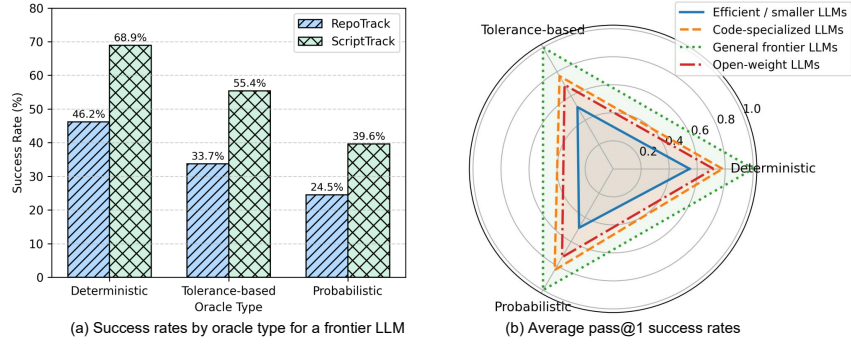 80
70
60
50
40
30
20
10
0
Success Rate (%)
RepoTrack
ScriptTrack
46.2%
68.9%
33.7%
55.4%
24.5%
39.6%
Deterministic
Tolerance-based
Probabilistic
Oracle Type
(a) Success rates by oracle type for a frontier LLM
Efficient / smaller LLMs
Code-specialized LLMs
General frontier LLMs
Open-weight LLMs
Tolerance-based
1.0
0.8
0.6
0.4
0.2
Deterministic
Probabilistic
(b) Average pass@1 success rates